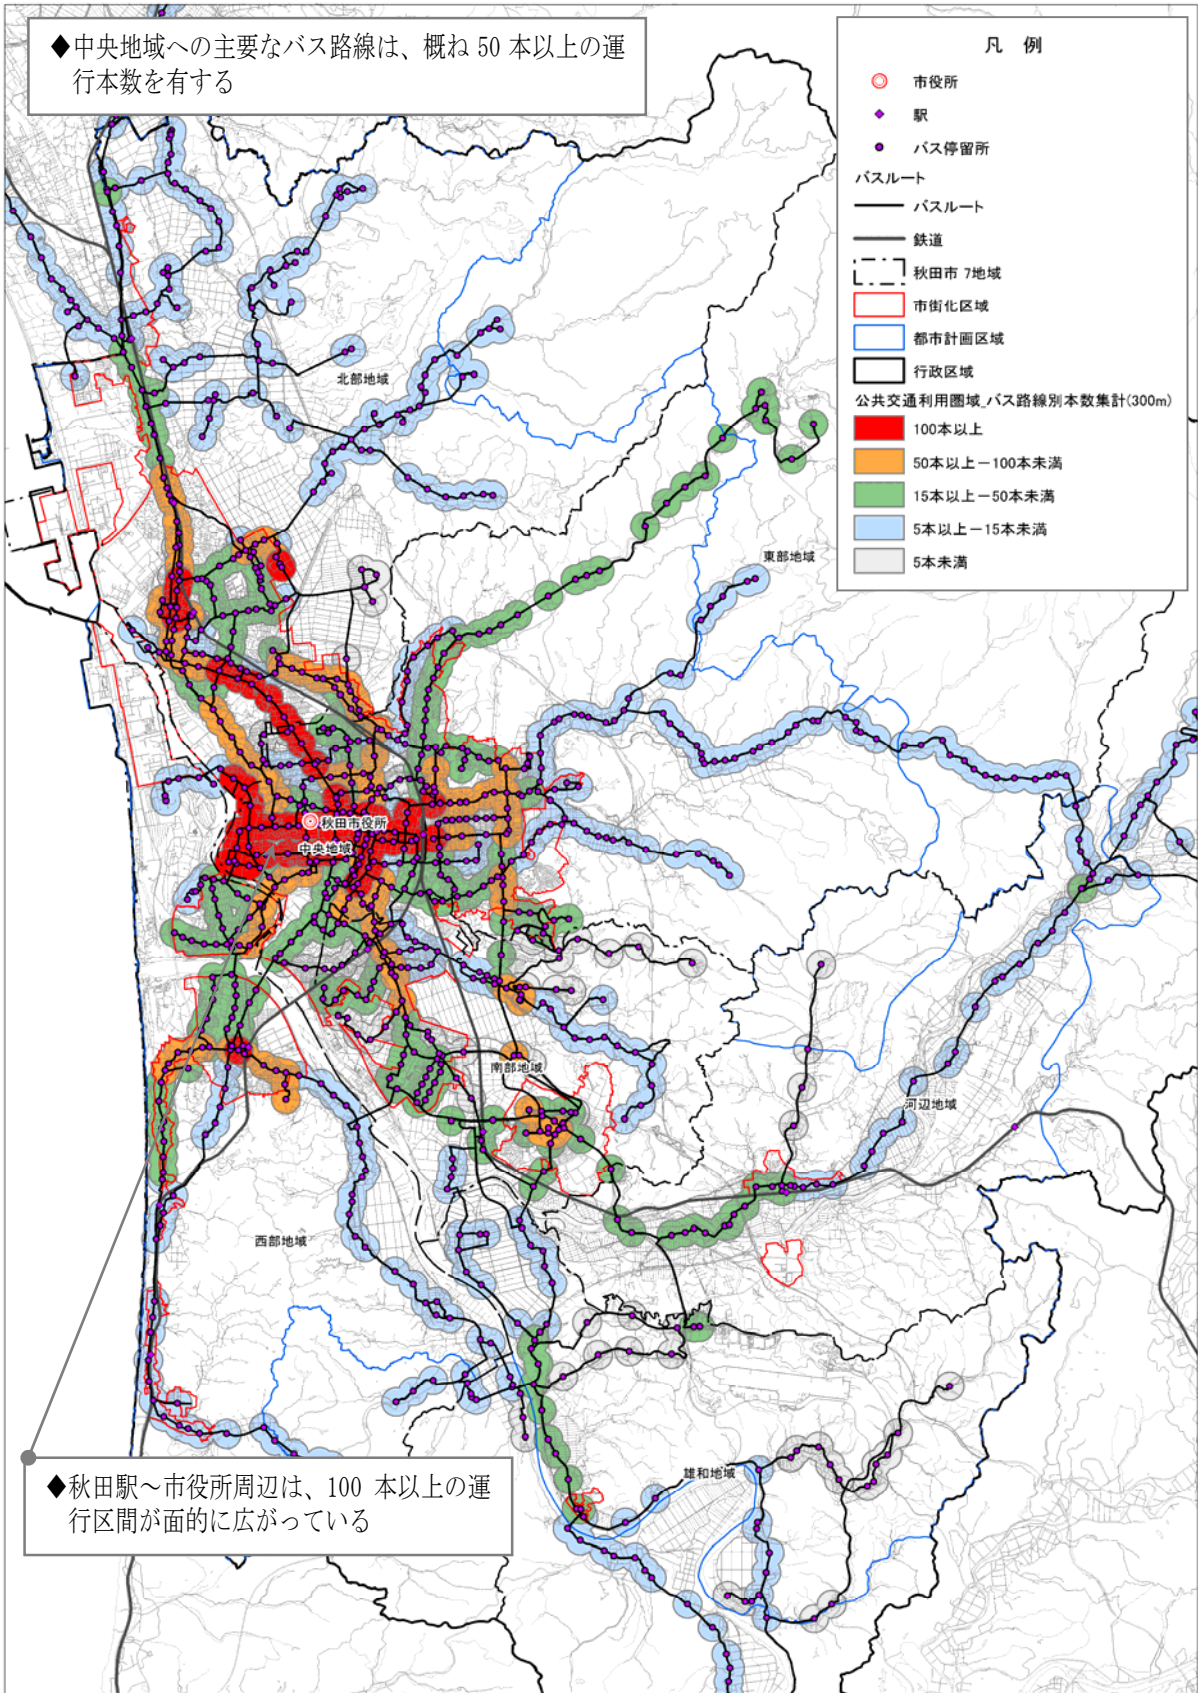 ◆中央地域への主要なバス路線は、概ね 50 本以上の運
行本数を有する
凡 例
市役所
駅
バス停留所
バスルート
バスルート
鉄道
秋田市 7地域
市街化区域
都市計画区域
行政区域
公共交通利用圏域_バス路線別本数集計(300m)
100本以上
50本以上－100本未満
15本以上－50本未満
5本以上－15本未満
5本未満
北部地域
東部地域
秋田市役所
中央地域
南部地域
河辺地域
西部地域
雄和地域
◆秋田駅～市役所周辺は、100 本以上の運
行区間が面的に広がっている